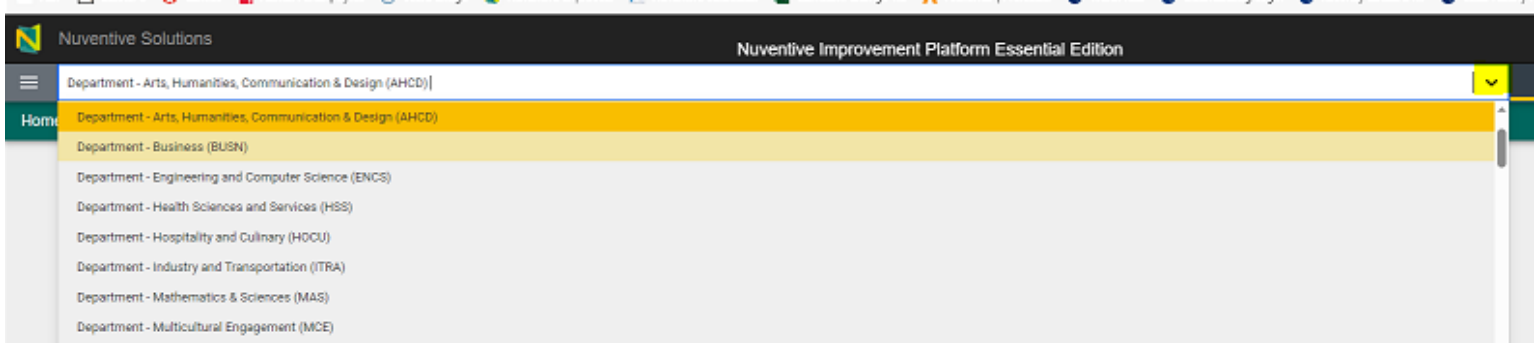 Nuventive Solutions
Nuventive Improvement Platform Essential Edition
Department - Arts, Humanities, Communication & Design (AHCD)
Home
Department - Arts, Humanities, Communication & Design (AHCD)
Department - Business (BUSN)
Department - Engineering and Computer Science (ENCS)
Department - Health Sciences and Services (HSS)
Department - Hospitality and Culinary (HOCU)
Department - Industry and Transportation (ITRA)
Department - Mathematics & Sciences (MAS)
Department - Multicultural Engagement (MCE)